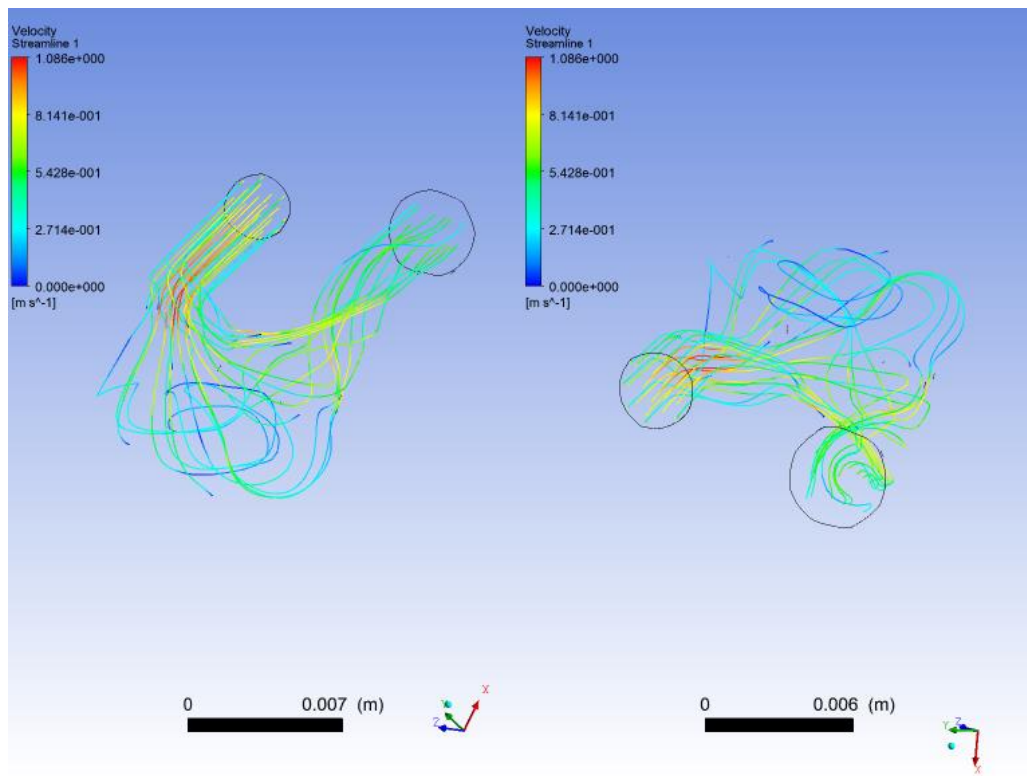 Velocity
Streamline 1
1.086e+000
8.141e-001
5.428e-001
2.714e-001
0.000e+000
[m s^-1]
0 0.007 (m)
X
Y
Z
Velocity
Streamline 1
1.086e+000
8.141e-001
5.428e-001
2.714e-001
0.000e+000
[m s^-1]
0 0.006 (m)
Y
Z
X